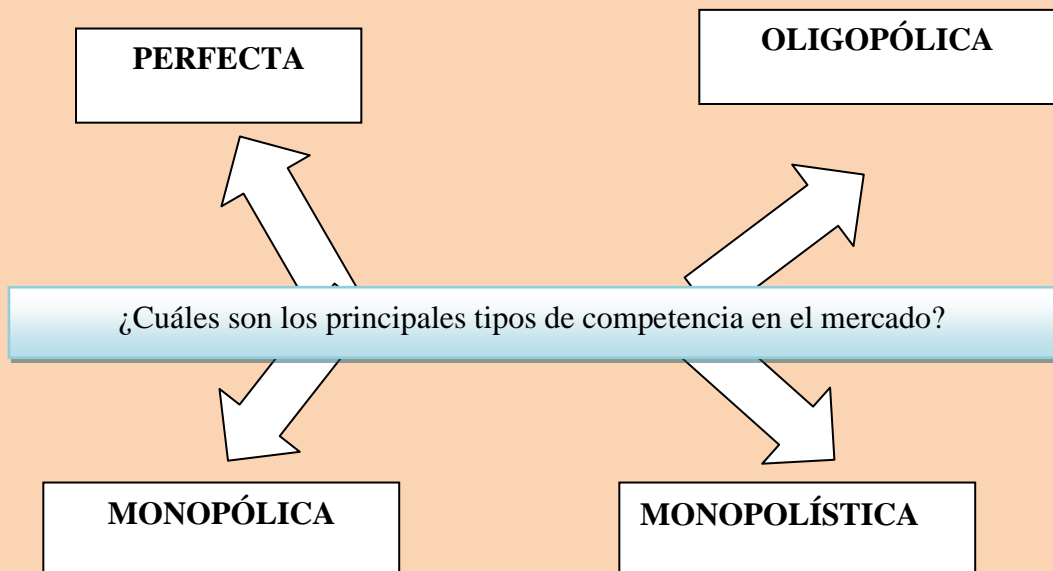 PERFECTA
OLIGOPÓLICA
¿Cuáles son los principales tipos de competencia en el mercado?
MONOPÓLICA
MONOPOLÍSTICA